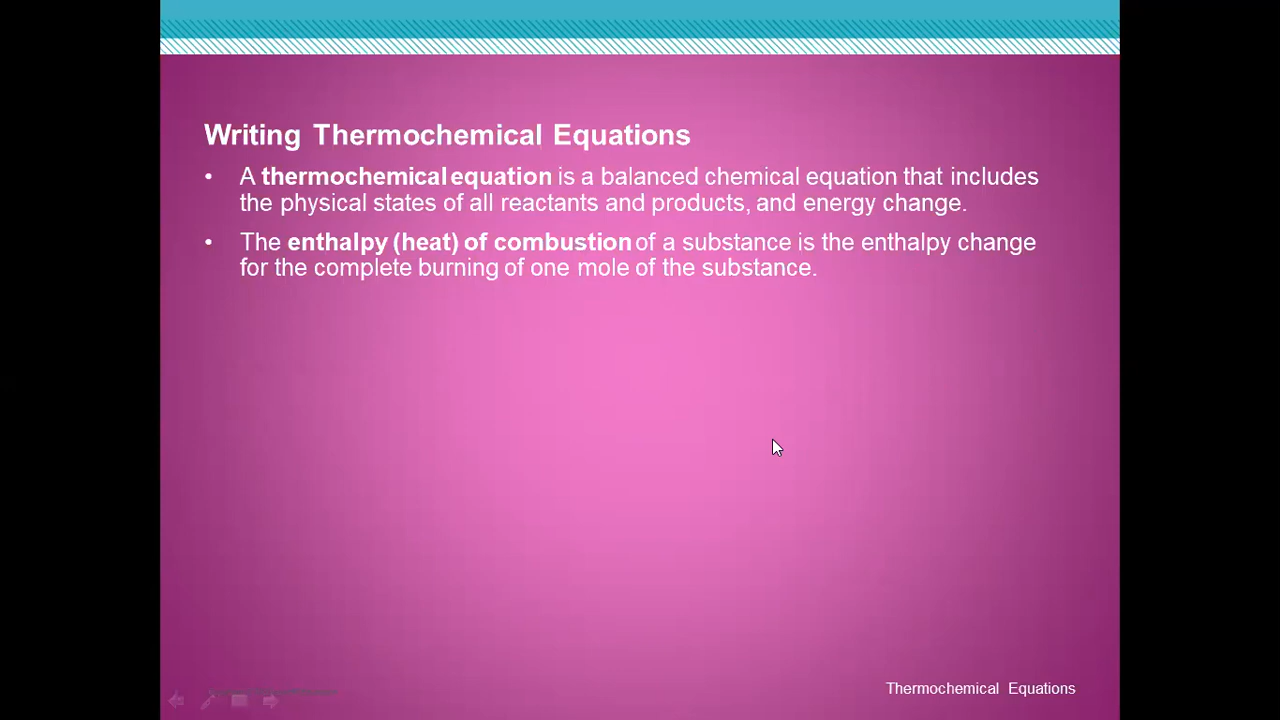 Writing Thermochemical Equations
• A thermochemical equation is a balanced chemical equation that includes
the physical states of all reactants and products, and energy change.
• The enthalpy (heat) of combustion of a substance is the enthalpy change
for the complete burning of one mole of the substance.
Thermochemical Equations